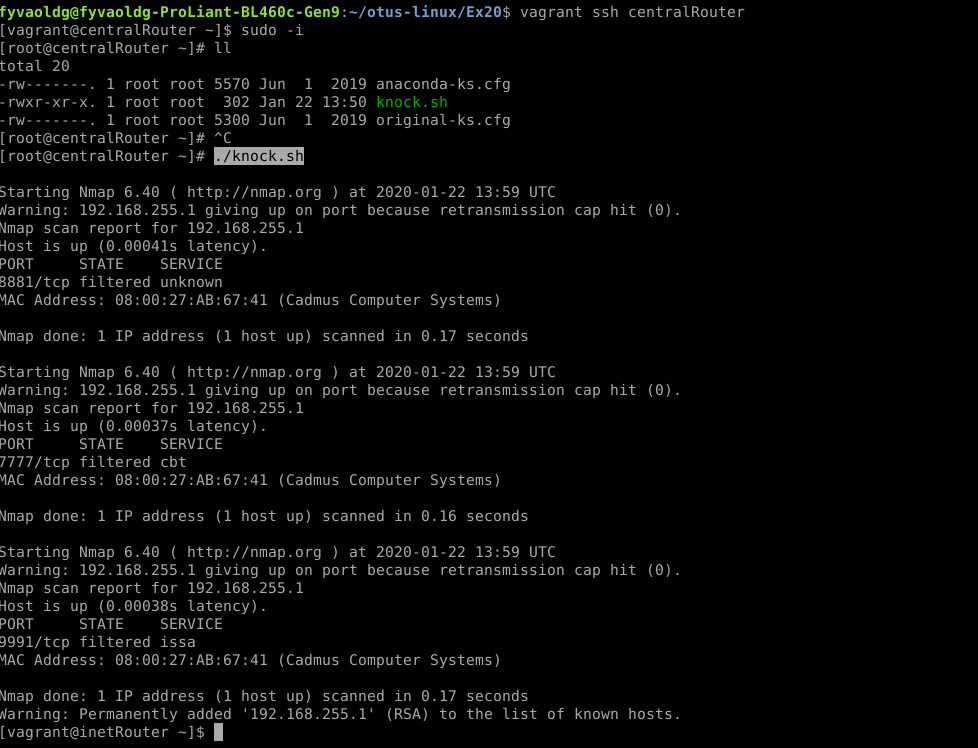 fyvaoldg@fyvaoldg-ProLiant-BL460c-Gen9:~/otus-linux/Ex20$ vagrant ssh centralRouter
[vagrant@centralRouter ~]$ sudo -i
[root@centralRouter ~]# ll
total 20
-rw-------. 1 root root 5570 Jun  1  2019 anaconda-ks.cfg
-rwxr-xr-x. 1 root root  302 Jan 22 13:50 knock.sh
-rw-------. 1 root root 5300 Jun  1  2019 original-ks.cfg
[root@centralRouter ~]# ^C
[root@centralRouter ~]# ./knock.sh
Starting Nmap 6.40 ( http://nmap.org ) at 2020-01-22 13:59 UTC
Warning: 192.168.255.1 giving up on port because retransmission cap hit (0).
Nmap scan report for 192.168.255.1
Host is up (0.00041s latency).
PORT     STATE    SERVICE
8881/tcp filtered unknown
MAC Address: 08:00:27:AB:67:41 (Cadmus Computer Systems)
Nmap done: 1 IP address (1 host up) scanned in 0.17 seconds
Starting Nmap 6.40 ( http://nmap.org ) at 2020-01-22 13:59 UTC
Warning: 192.168.255.1 giving up on port because retransmission cap hit (0).
Nmap scan report for 192.168.255.1
Host is up (0.00037s latency).
PORT     STATE    SERVICE
7777/tcp filtered cbt
MAC Address: 08:00:27:AB:67:41 (Cadmus Computer Systems)
Nmap done: 1 IP address (1 host up) scanned in 0.16 seconds
Starting Nmap 6.40 ( http://nmap.org ) at 2020-01-22 13:59 UTC
Warning: 192.168.255.1 giving up on port because retransmission cap hit (0).
Nmap scan report for 192.168.255.1
Host is up (0.00038s latency).
PORT     STATE    SERVICE
9991/tcp filtered issa
MAC Address: 08:00:27:AB:67:41 (Cadmus Computer Systems)
Nmap done: 1 IP address (1 host up) scanned in 0.17 seconds
Warning: Permanently added '192.168.255.1' (RSA) to the list of known hosts.
[vagrant@inetRouter ~]$